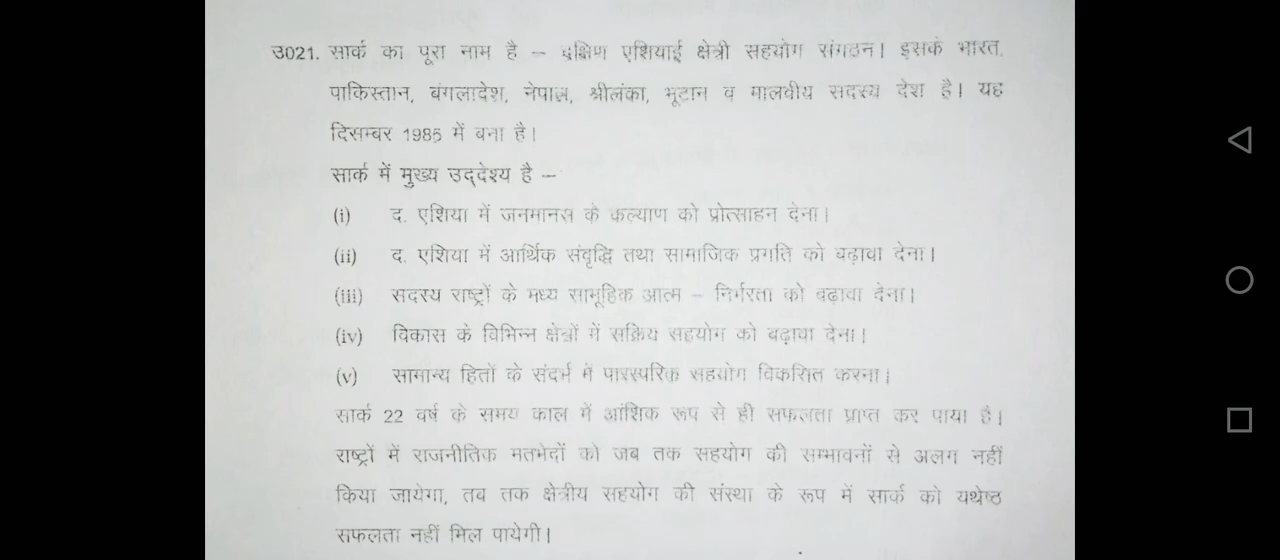 उ021. सार्क का पूरा नाम है – दक्षिण एशियाई क्षेत्री सहयोग संगठन। इसके भारत,
पाकिस्तान, बंगलादेश, नेपाल, श्रीलंका, भूटान व मालवीय सदस्य देश है। यह
दिसम्बर 1985 में बना है।
सार्क में मुख्य उद्देश्य है –
(i) द. एशिया में जनमानस के कल्याण को प्रोत्साहन देना।
(ii) द. एशिया में आर्थिक संवृद्धि तथा सामाजिक प्रगति को बढ़ावा देना।
(iii) सदस्य राष्ट्रों के मध्य सामूहिक आत्म – निर्भरता को बढ़ावा देना।
(iv) विकास के विभिन्न क्षेत्रों में सक्रिय सहयोग को बढ़ावा देना।
(v) सामान्य हितों के संदर्भ में पारस्परिक सहयोग विकसित करना।
सार्क 22 वर्ष के समय काल में आंशिक रूप से ही सफलता प्राप्त कर पाया है।
राष्ट्रों में राजनीतिक मतभेदों को जब तक सहयोग की सम्भावनों से अलग नहीं
किया जायेगा, तब तक क्षेत्रीय सहयोग की संस्था के रूप में सार्क को यथेष्ठ
सफलता नहीं मिल पायेगी।